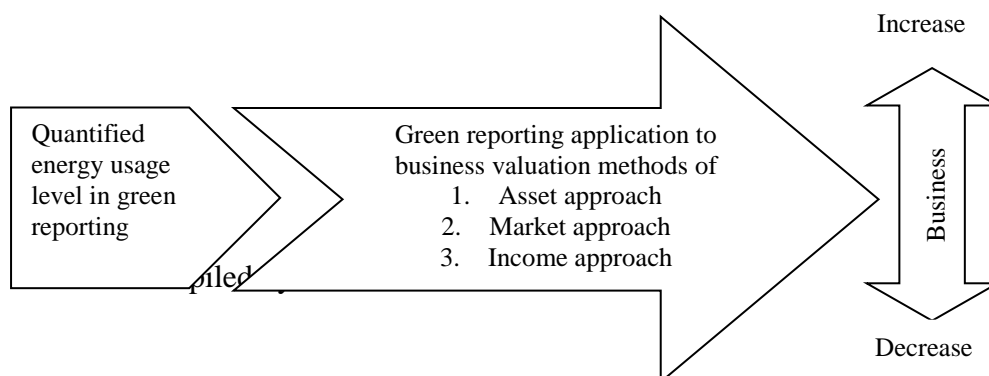 Increase
Quantified
energy usage
level in green
reporting
Green reporting application to
business valuation methods of
1. Asset approach
2. Market approach
3. Income approach
Business
Decrease